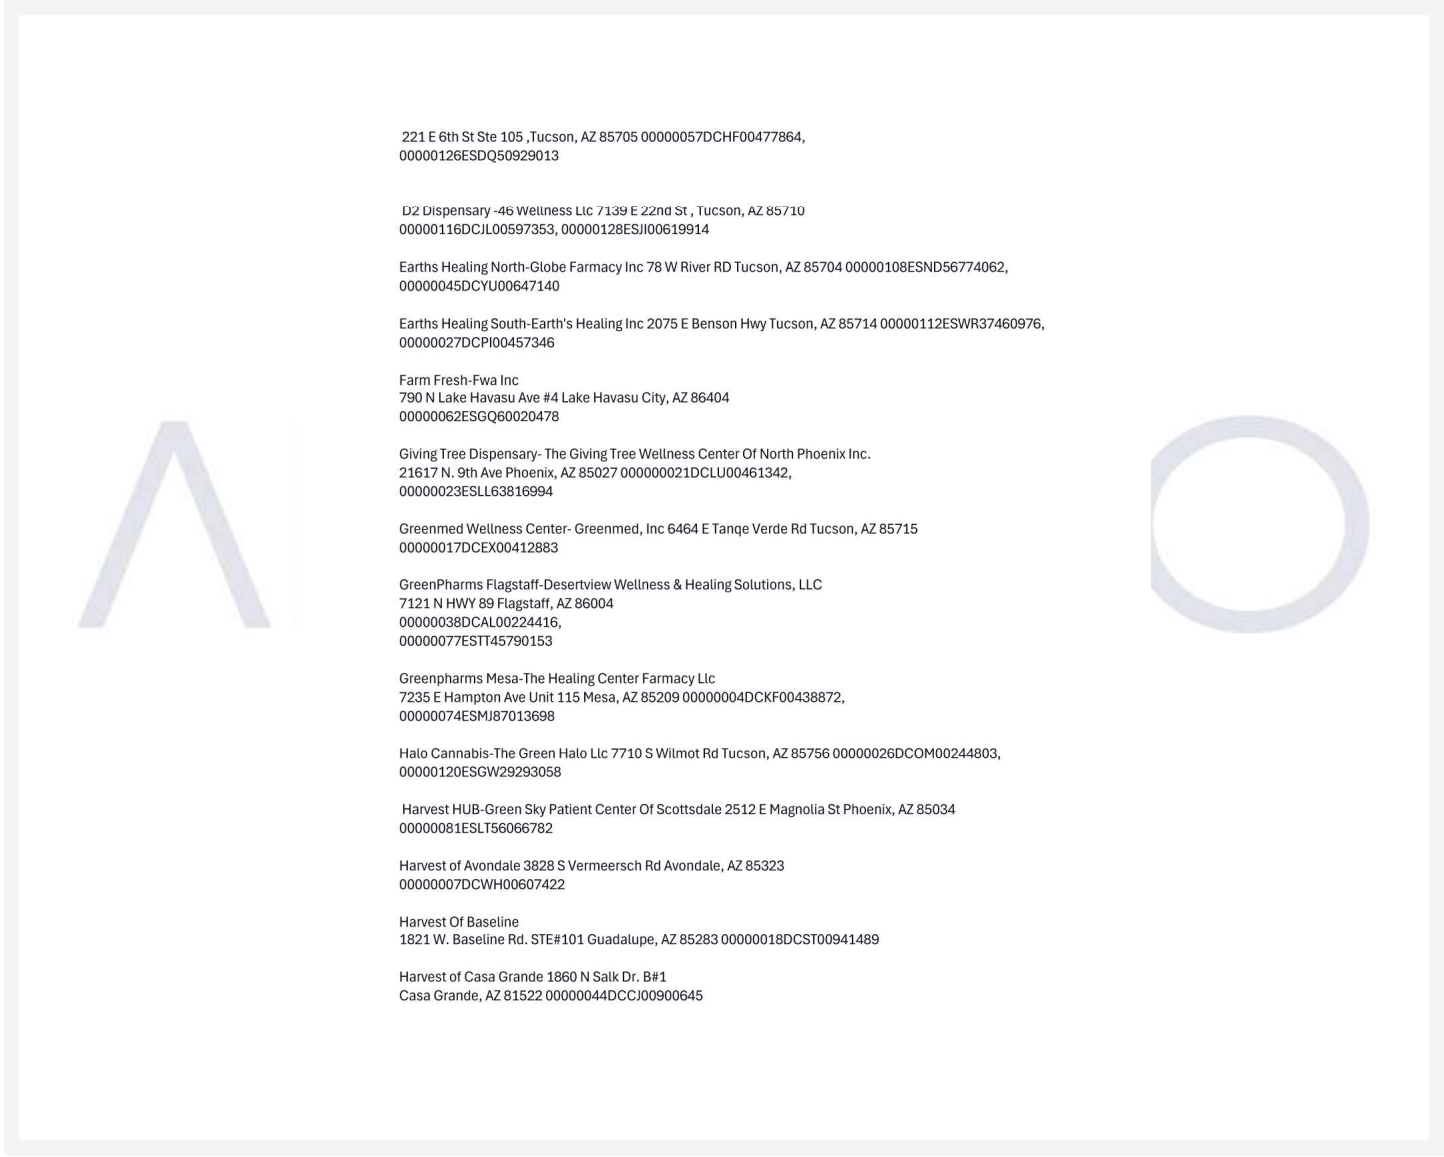 221 E 6th St Ste 105 ,Tucson, AZ 85705 00000057DCHF00477864,
00000126ESDQ50929013
D2 Dispensary -46 Wellness Llc 7139 E 22nd St , Tucson, AZ 85710
00000116DCJL00597353, 00000128ESJI00619914
Earths Healing North-Globe Farmacy Inc 78 W River RD Tucson, AZ 85704 00000108ESND56774062,
00000045DCYU00647140
Earths Healing South-Earth's Healing Inc 2075 E Benson Hwy Tucson, AZ 85714 00000112ESWR37460976,
00000027DCPI00457346
Farm Fresh-Fwa Inc
790 N Lake Havasu Ave #4 Lake Havasu City, AZ 86404
00000062ESGQ60020478
Giving Tree Dispensary- The Giving Tree Wellness Center Of North Phoenix Inc.
21617 N. 9th Ave Phoenix, AZ 85027 000000021DCLU00461342,
00000023ESLL63816994
Greenmed Wellness Center- Greenmed, Inc 6464 E Tanqe Verde Rd Tucson, AZ 85715
00000017DCEX00412883
GreenPharms Flagstaff-Desertview Wellness & Healing Solutions, LLC
7121 N HWY 89 Flagstaff, AZ 86004
00000038DCAL00224416,
00000077ESTT45790153
Greenpharms Mesa-The Healing Center Farmacy Llc
7235 E Hampton Ave Unit 115 Mesa, AZ 85209 00000004DCKF00438872,
00000074ESMJ87013698
Halo Cannabis-The Green Halo Llc 7710 S Wilmot Rd Tucson, AZ 85756 00000026DCOM00244803,
00000120ESGW29293058
Harvest HUB-Green Sky Patient Center Of Scottsdale 2512 E Magnolia St Phoenix, AZ 85034
00000081ESLT56066782
Harvest of Avondale 3828 S Vermeersch Rd Avondale, AZ 85323
00000007DCWH00607422
Harvest Of Baseline
1821 W. Baseline Rd. STE#101 Guadalupe, AZ 85283 00000018DCST00941489
Harvest of Casa Grande 1860 N Salk Dr. B#1
Casa Grande, AZ 81522 00000044DCCJ00900645